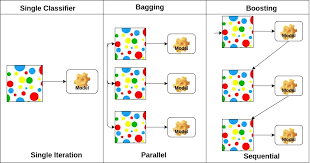 Single Classifier
Bagging
Boosting
Model
Model
Model
Model
Model
Model
Model
Single Iteration
Parallel
Sequential